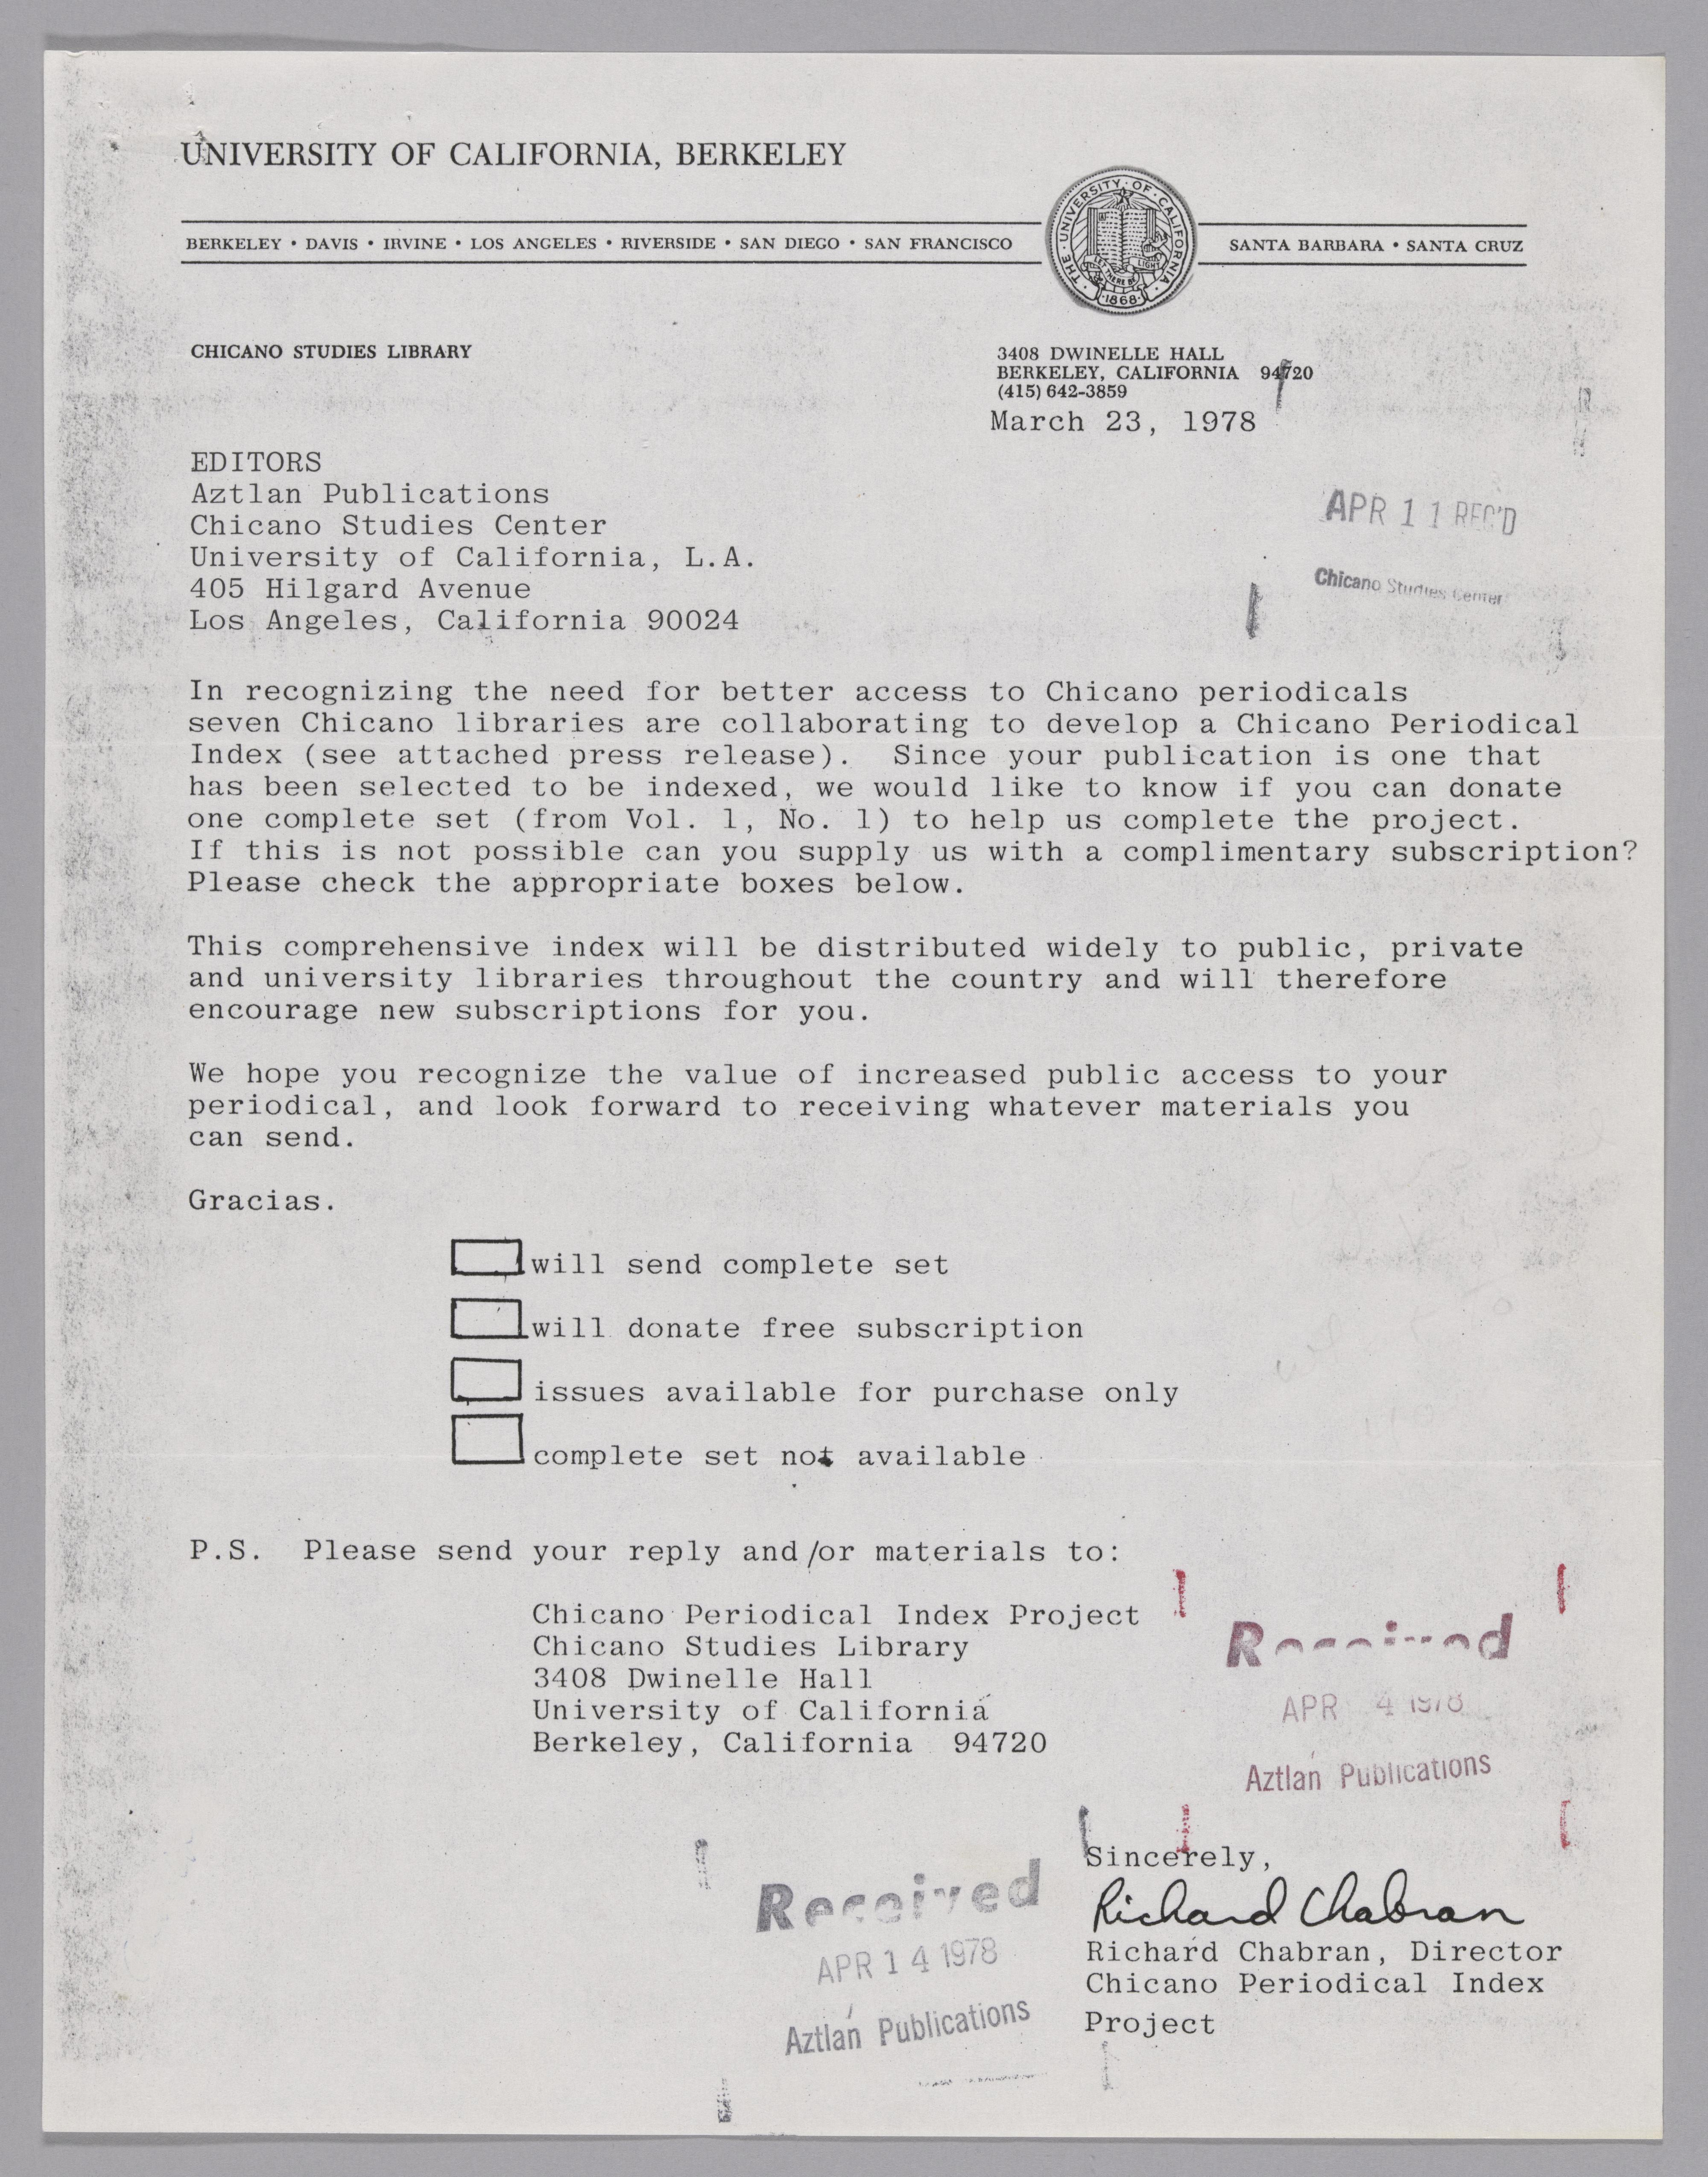 UNIVERSITY OF CALIFORNIA, BERKELEY
BERKELEY • DAVIS • IRVINE • LOS ANGELES • RIVERSIDE • SAN DIEGO • SAN FRANCISCO
SANTA BARBARA • SANTA CRUZ
THE · UNIVERSITY · OF · CALIFORNIA
LET THERE BE LIGHT
· 1868 ·
CHICANO STUDIES LIBRARY
3408 DWINELLE HALL
BERKELEY, CALIFORNIA 94720
(415) 642-3859
March 23, 1978
EDITORS
Aztlan Publications
Chicano Studies Center
University of California, L.A.
405 Hilgard Avenue
Los Angeles, California 90024
APR 11 REC'D
Chicano Studies Center
In recognizing the need for better access to Chicano periodicals
seven Chicano libraries are collaborating to develop a Chicano Periodical
Index (see attached press release). Since your publication is one that
has been selected to be indexed, we would like to know if you can donate
one complete set (from Vol. 1, No. 1) to help us complete the project.
If this is not possible can you supply us with a complimentary subscription?
Please check the appropriate boxes below.
This comprehensive index will be distributed widely to public, private
and university libraries throughout the country and will therefore
encourage new subscriptions for you.
We hope you recognize the value of increased public access to your
periodical, and look forward to receiving whatever materials you
can send.
Gracias.
will send complete set
will donate free subscription
issues available for purchase only
complete set not available
P.S. Please send your reply and/or materials to:
Chicano Periodical Index Project
Chicano Studies Library
3408 Dwinelle Hall
University of California
Berkeley, California 94720
Received
APR 4 1978
Aztlán Publications
Received
APR 14 1978
Aztlán Publications
Sincerely,
Richard Chabran
Richard Chabran, Director
Chicano Periodical Index
Project